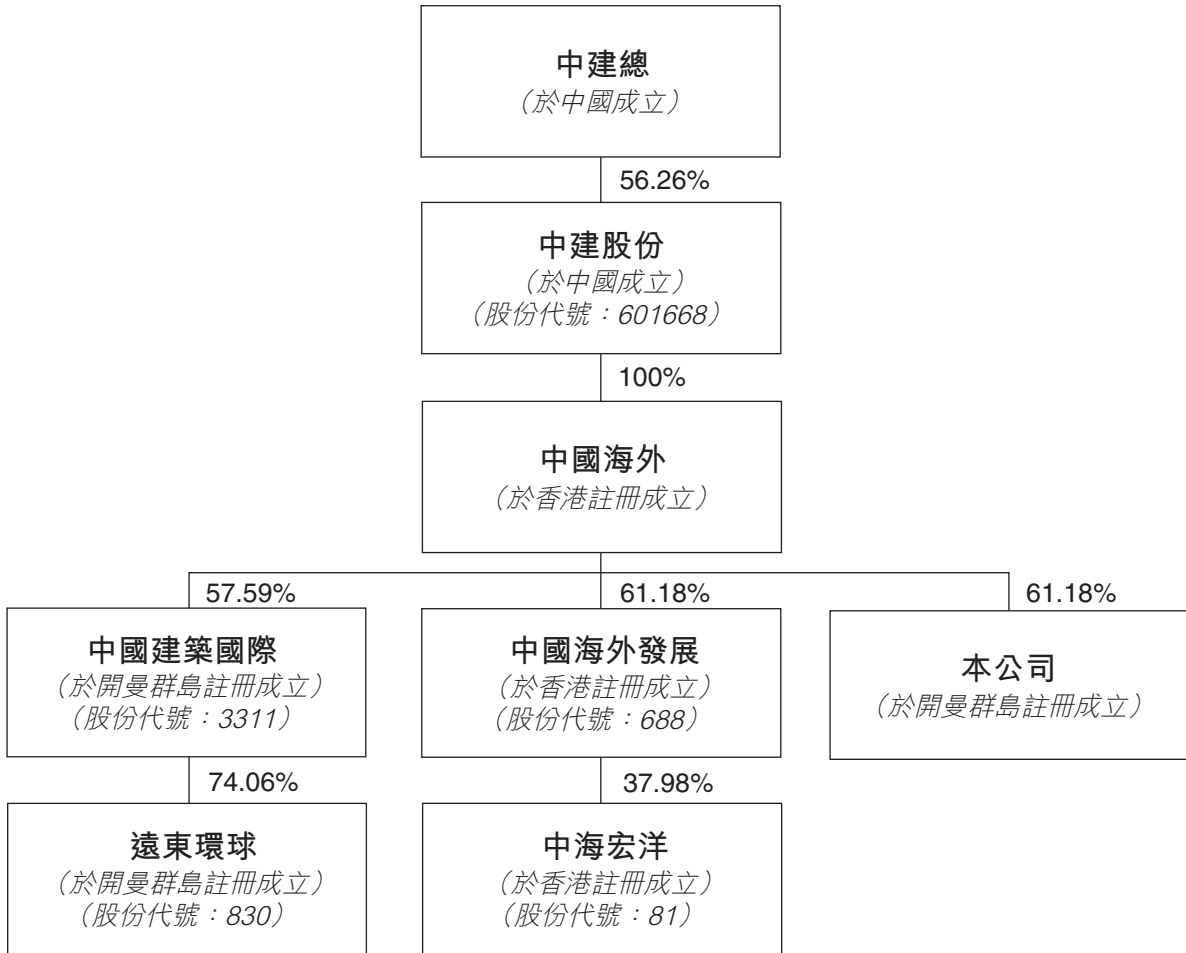 中建總
（於中國成立）
56.26%
中建股份
（於中國成立）
（股份代號：601668）
100%
中國海外
（於香港註冊成立）
57.59%
61.18%
61.18%
中國建築國際
（於開曼群島註冊成立）
（股份代號：3311）
中國海外發展
（於香港註冊成立）
（股份代號：688）
本公司
（於開曼群島註冊成立）
74.06%
37.98%
遠東環球
（於開曼群島註冊成立）
（股份代號：830）
中海宏洋
（於香港註冊成立）
（股份代號：81）